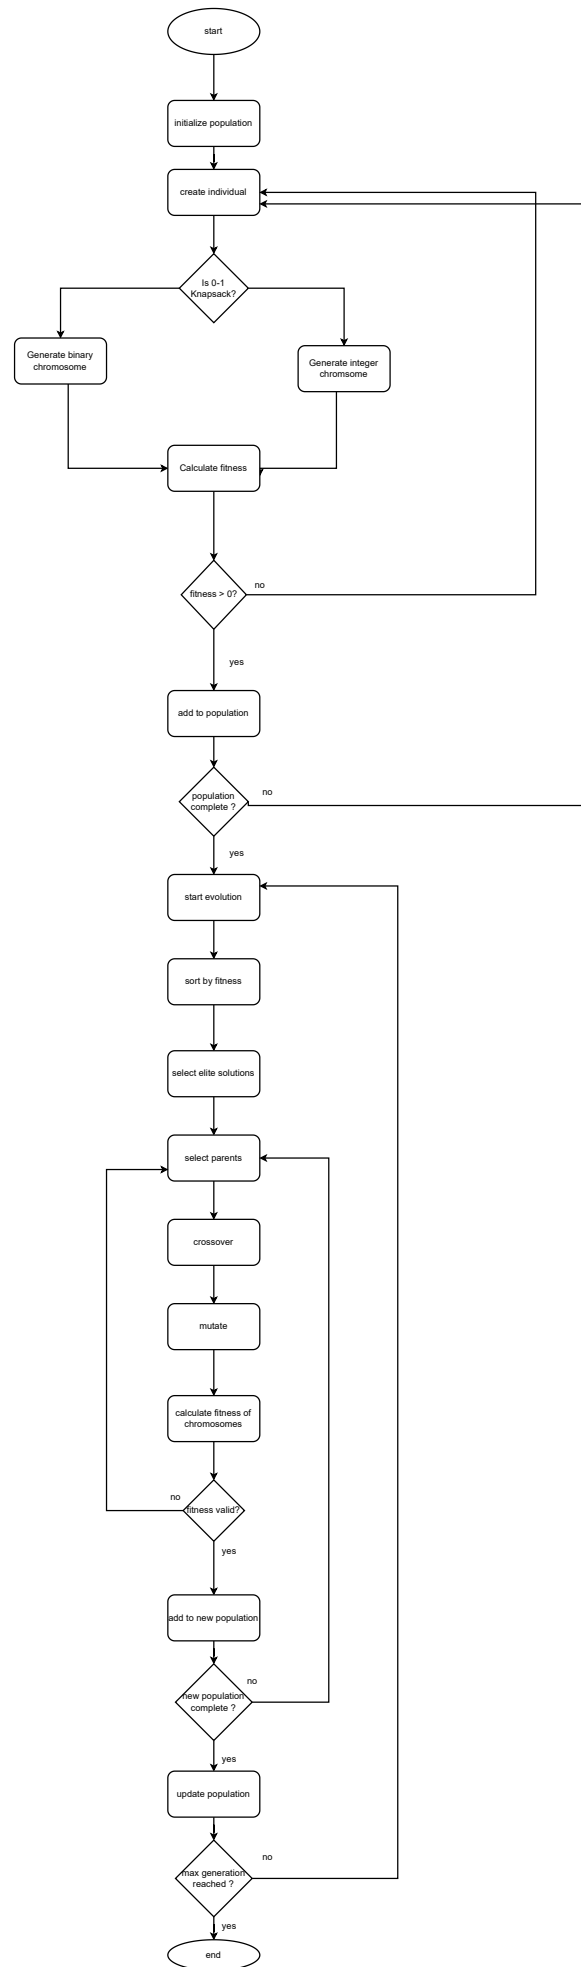 start
initialize population
create individual
Is 0-1
Knapsack?
Generate binary
chromosome
Generate integer
chromsome
Calculate fitness
fitness > 0?
no
yes
add to population
population
complete ?
no
yes
start evolution
sort by fitness
select elite solutions
select parents
crossover
mutate
calculate fitness of
chromosomes
no
fitness valid?
yes
add to new population
no
new population
complete ?
yes
update population
no
max generation
reached ?
yes
end